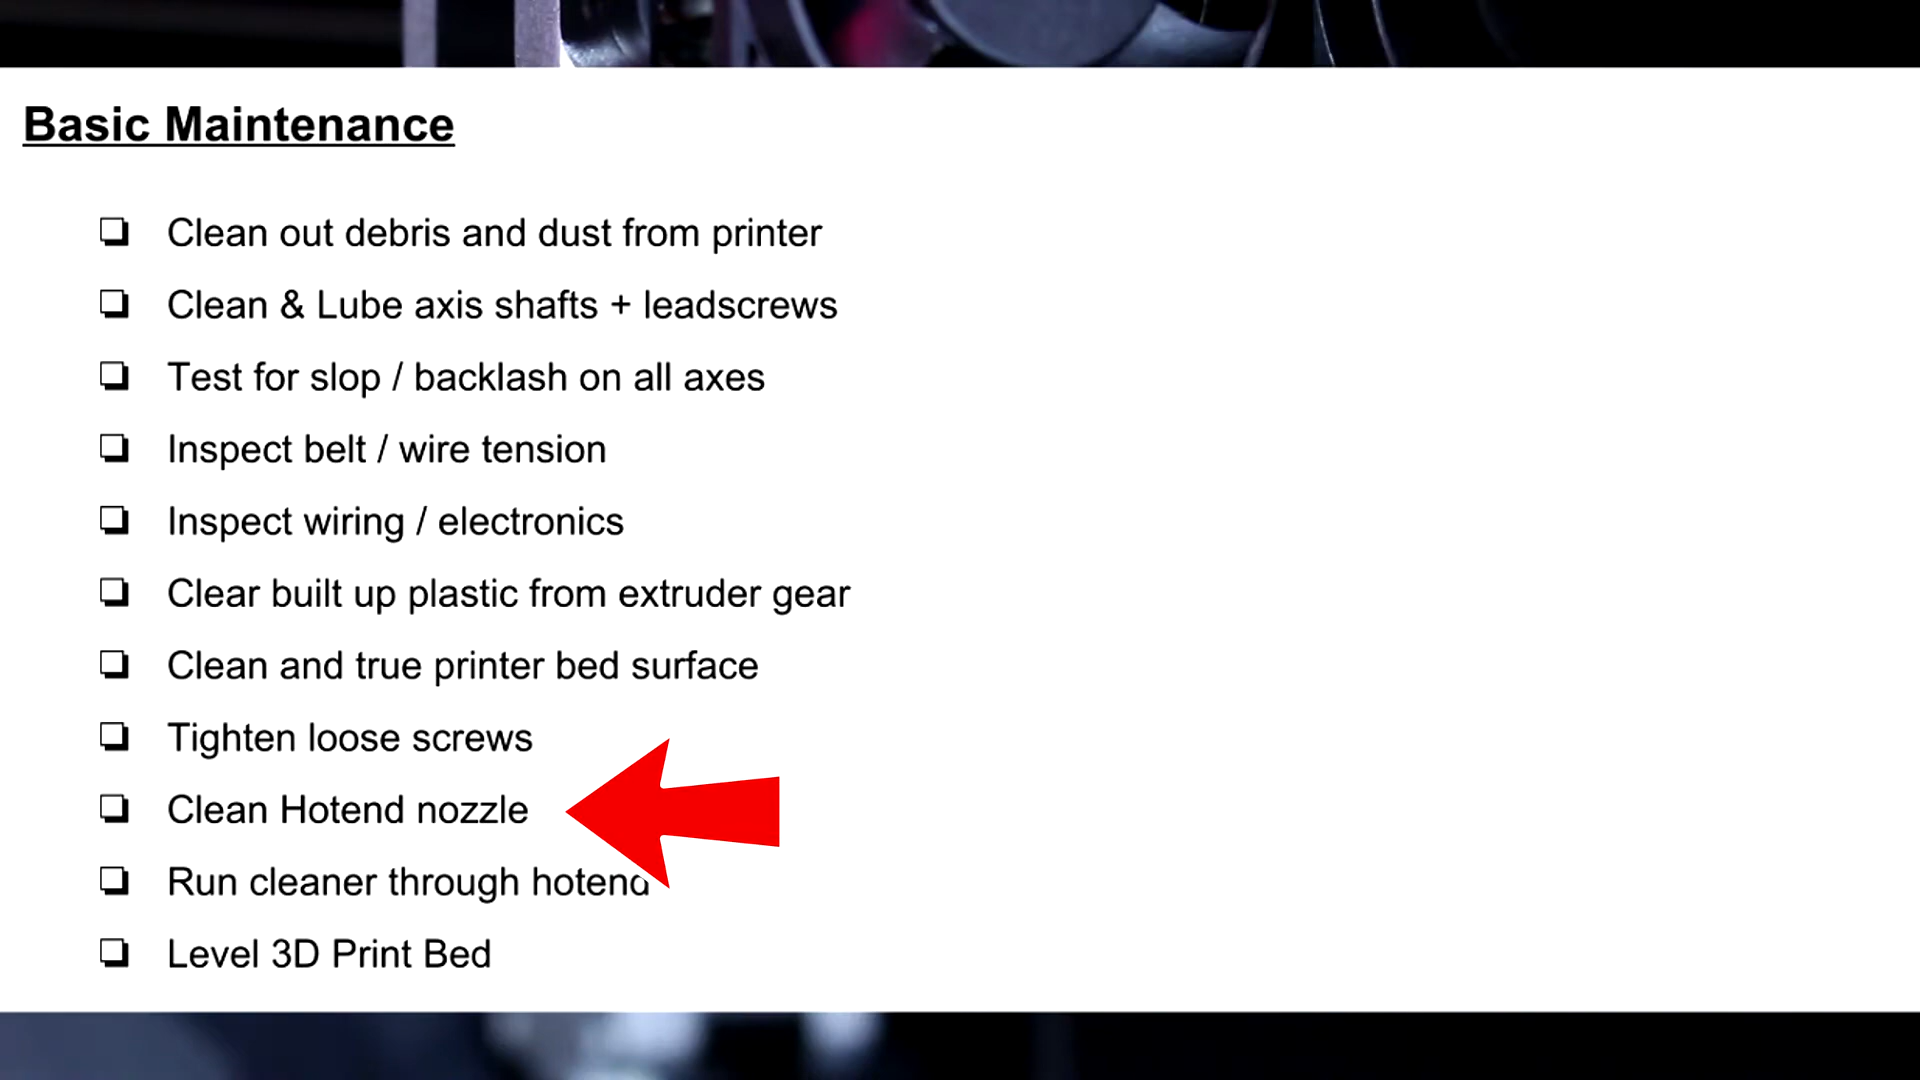 Basic Maintenance
Clean out debris and dust from printer
Clean & Lube axis shafts + leadscrews
Test for slop / backlash on all axes
Inspect belt / wire tension
Inspect wiring / electronics
Clear built up plastic from extruder gear
Clean and true printer bed surface
Tighten loose screws
Clean Hotend nozzle
Run cleaner through hotend
Level 3D Print Bed